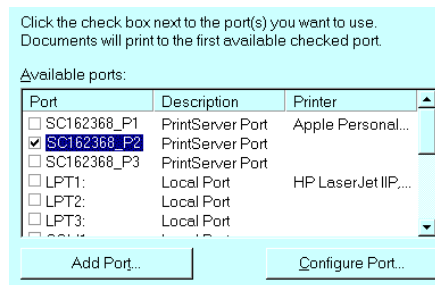 Click the check box next to the port(s) you want to use.
Documents will print to the first available checked port.
Available ports:
Port Description Printer
SC162368_P1 PrintServer Port Apple Personal...
SC162368_P2 PrintServer Port
SC162368_P3 PrintServer Port
LPT1: Local Port HP LaserJet IIP,...
LPT2: Local Port
LPT3: Local Port
Add Port... Configure Port...